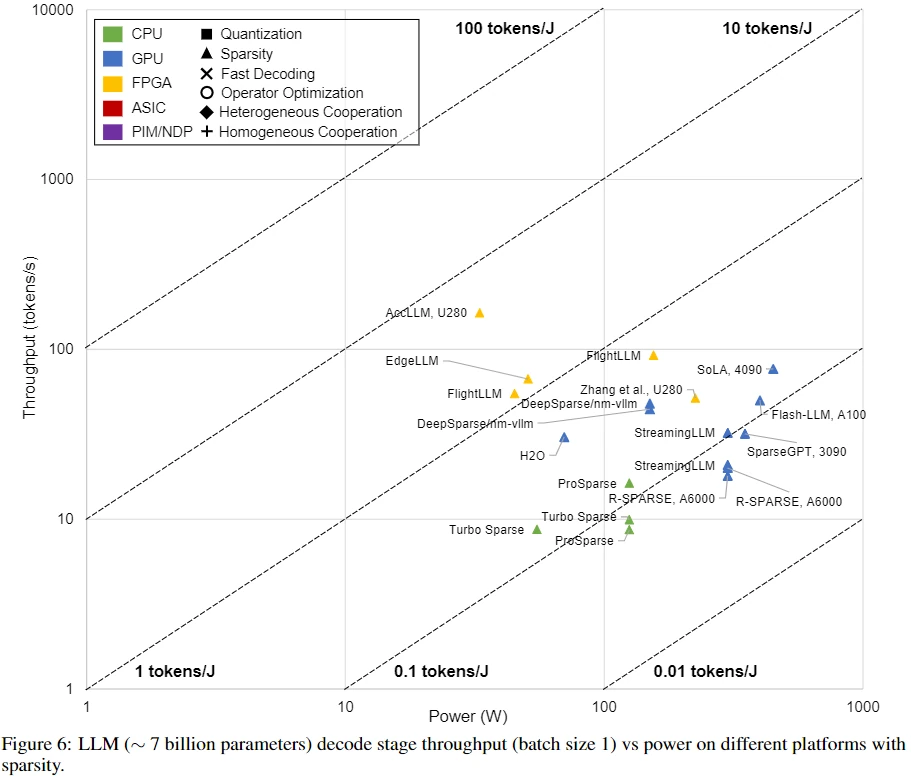 10000
1000
100
10
1
Throughput (tokens/s)
CPU
GPU
FPGA
ASIC
PIM/NDP
Quantization
Sparsity
Fast Decoding
Operator Optimization
Heterogeneous Cooperation
Homogeneous Cooperation
100 tokens/J
10 tokens/J
AccLLM, U280
EdgeLLM
FlightLLM
FlightLLM
SoLA, 4090
Zhang et al., U280
DeepSparse/nm-vllm
DeepSparse/nm-vllm
Flash-LLM, A100
StreamingLLM
H2O
SparseGPT, 3090
StreamingLLM
ProSparse
R-SPARSE, A6000
R-SPARSE, A6000
Turbo Sparse
Turbo Sparse
ProSparse
1 tokens/J
0.1 tokens/J
0.01 tokens/J
1
10
100
1000
Power (W)
Figure 6: LLM (∼ 7 billion parameters) decode stage throughput (batch size 1) vs power on different platforms with
sparsity.